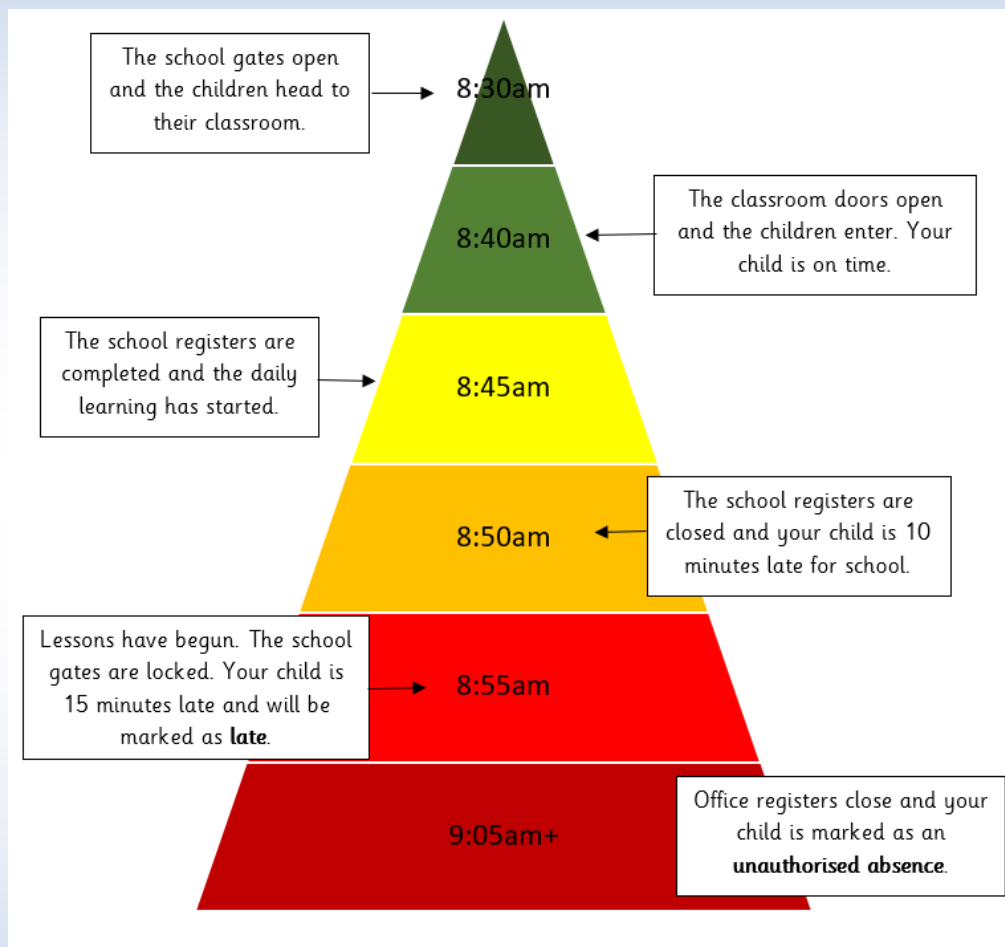 The school gates open
and the children head to
their classroom.
8:30am
The classroom doors open
and the children enter. Your
child is on time.
8:40am
The school registers are
completed and the daily
learning has started.
8:45am
The school registers are
closed and your child is 10
minutes late for school.
8:50am
Lessons have begun. The school
gates are locked. Your child is
15 minutes late and will be
marked as late.
8:55am
Office registers close and your
child is marked as an
unauthorised absence.
9:05am+